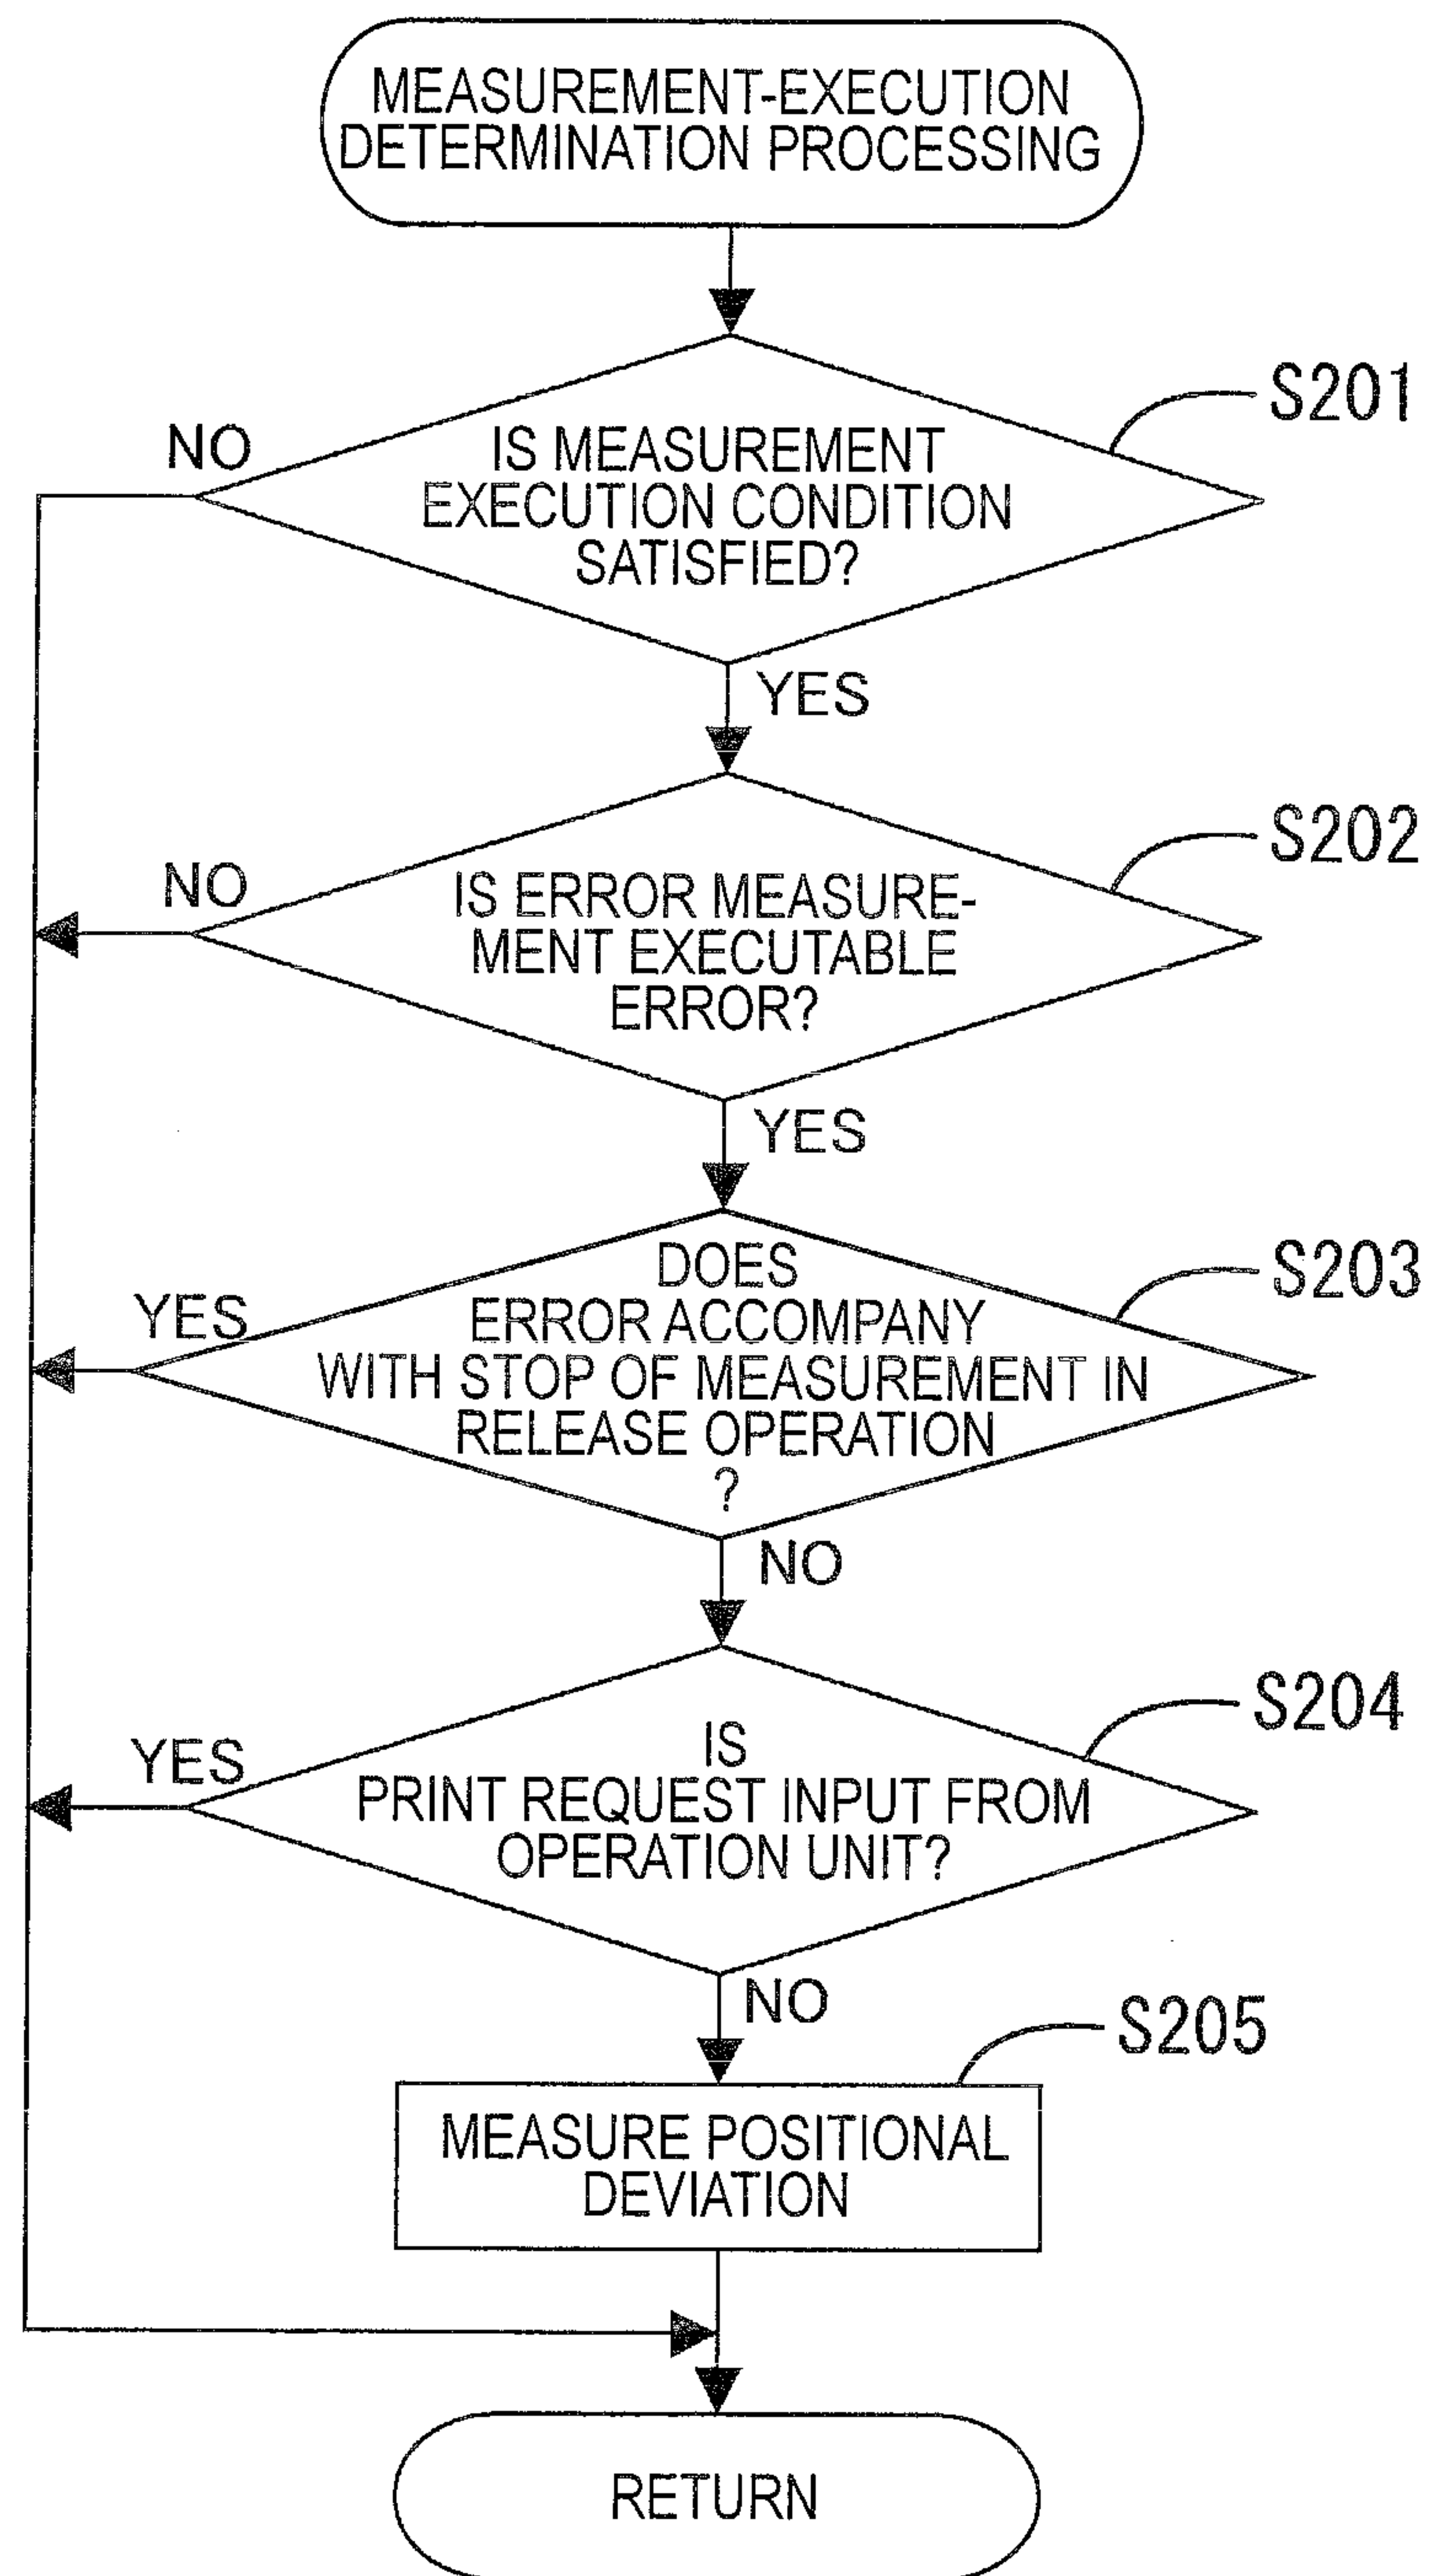 MEASUREMENT-EXECUTION
DETERMINATION PROCESSING
S201
NO
IS MEASUREMENT
EXECUTION CONDITION
SATISFIED?
YES
S202
NO
IS ERROR MEASURE-
MENT EXECUTABLE
ERROR?
YES
S203
YES
DOES
ERROR ACCOMPANY
WITH STOP OF MEASUREMENT IN
RELEASE OPERATION
?
NO
S204
YES
IS
PRINT REQUEST INPUT FROM
OPERATION UNIT?
NO
S205
MEASURE POSITIONAL
DEVIATION
RETURN